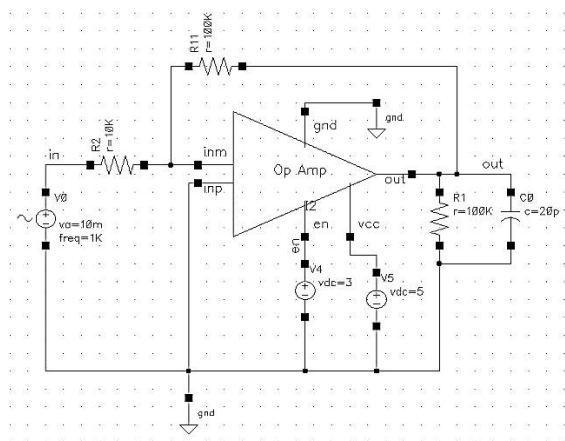 R11
r=100K
R2
r=10K
in
inm
inp
gnd
gnd
Op Amp
out
out
I2
en
en
vcc
V0
va=10m
freq=1K
V4
vdc=3
V5
vdc=5
R1
r=100K
C0
c=20p
gnd